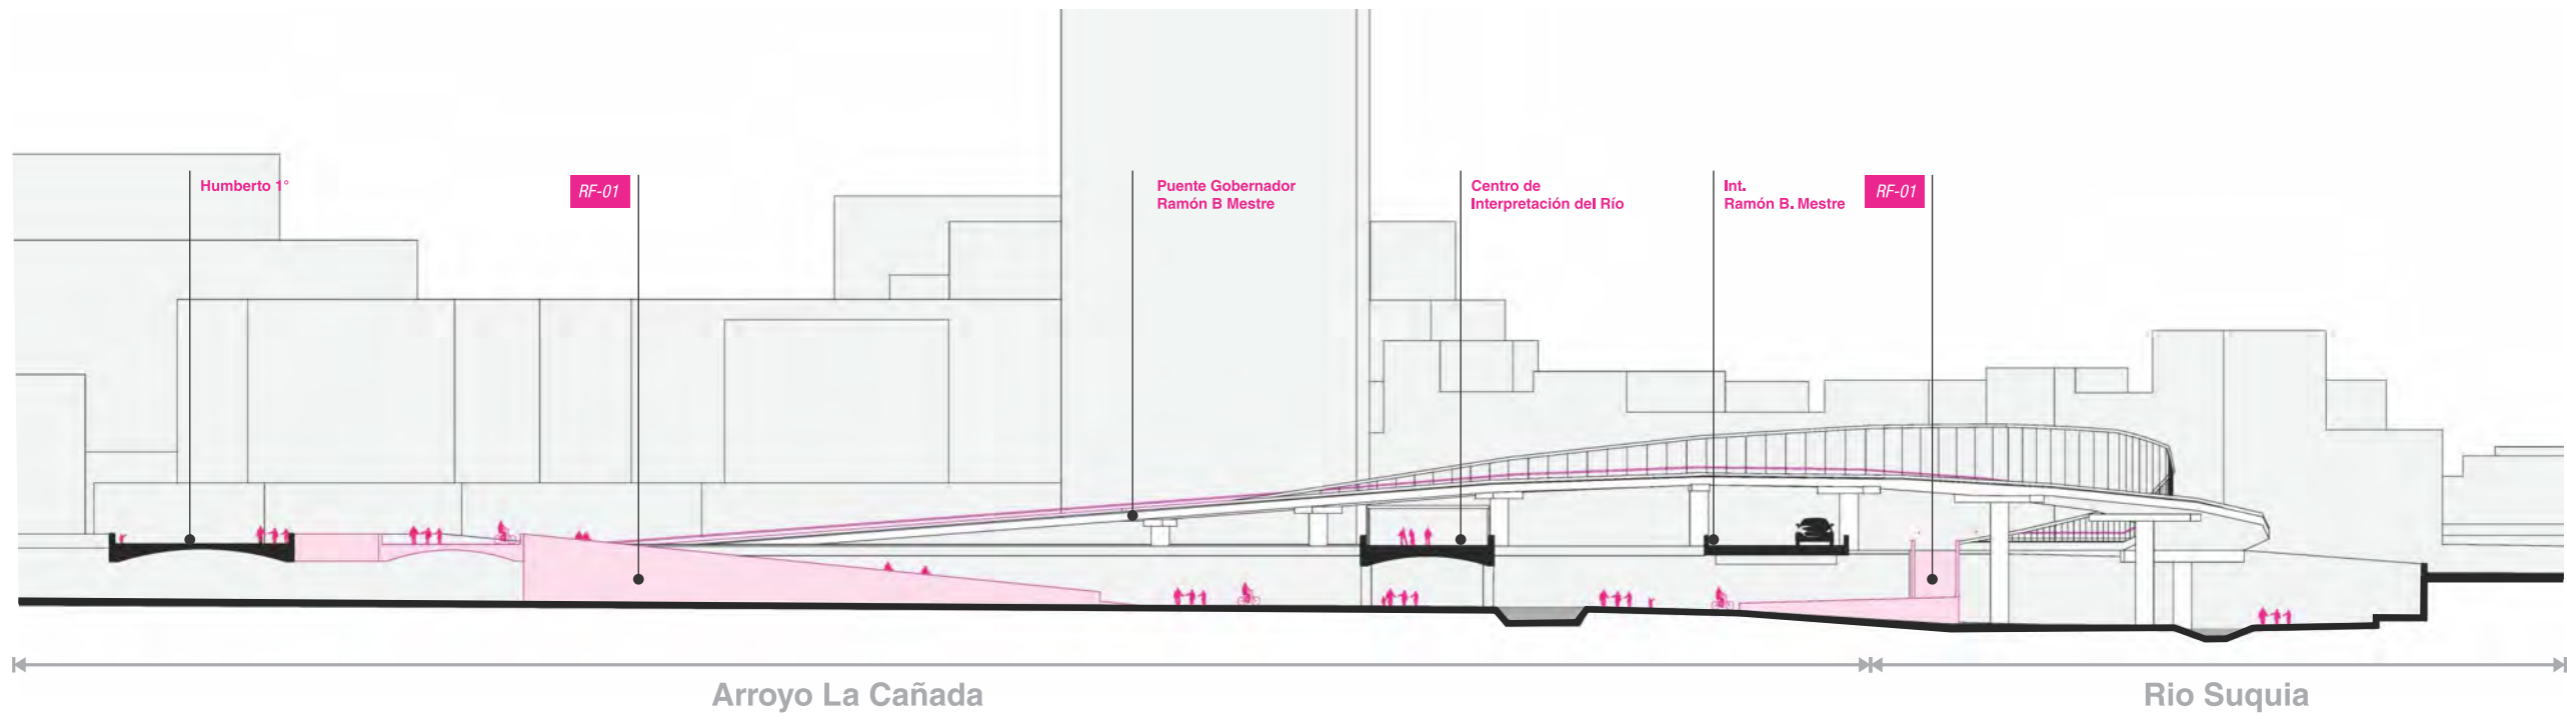 Humberto 1°
RF-01
Puente Gobernador
Ramón B Mestre
Centro de
Interpretación del Río
Int.
Ramón B. Mestre
RF-01
Arroyo La Cañada
Rio Suquia